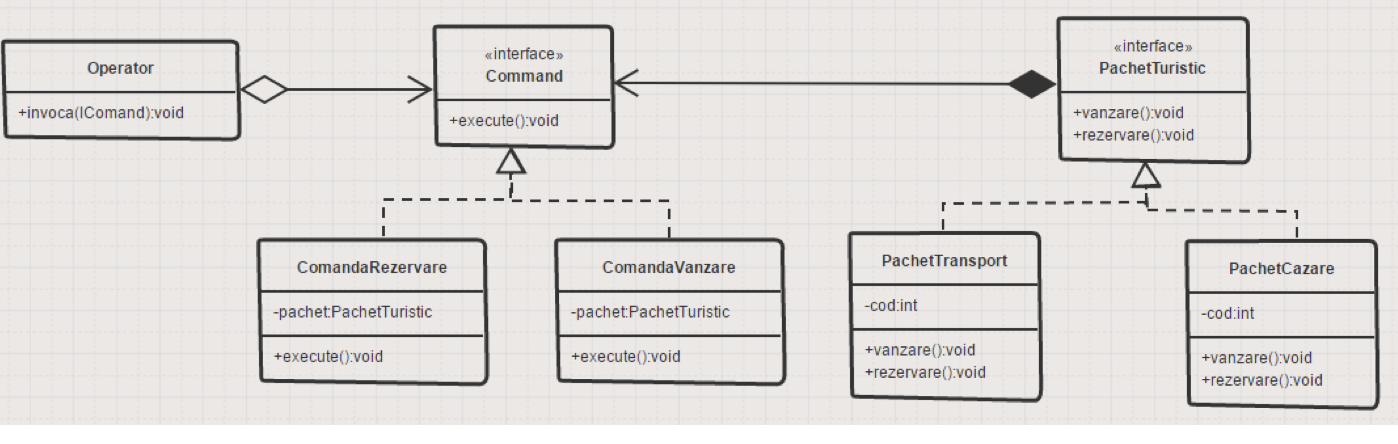 Operator
+invoca(IComand):void
«interface»
Command
+execute():void
«interface»
PachetTuristic
+vanzare():void
+rezervare():void
ComandaRezervare
-pachet:PachetTuristic
+execute():void
ComandaVanzare
-pachet:PachetTuristic
+execute():void
PachetTransport
-cod:int
+vanzare():void
+rezervare():void
PachetCazare
-cod:int
+vanzare():void
+rezervare():void